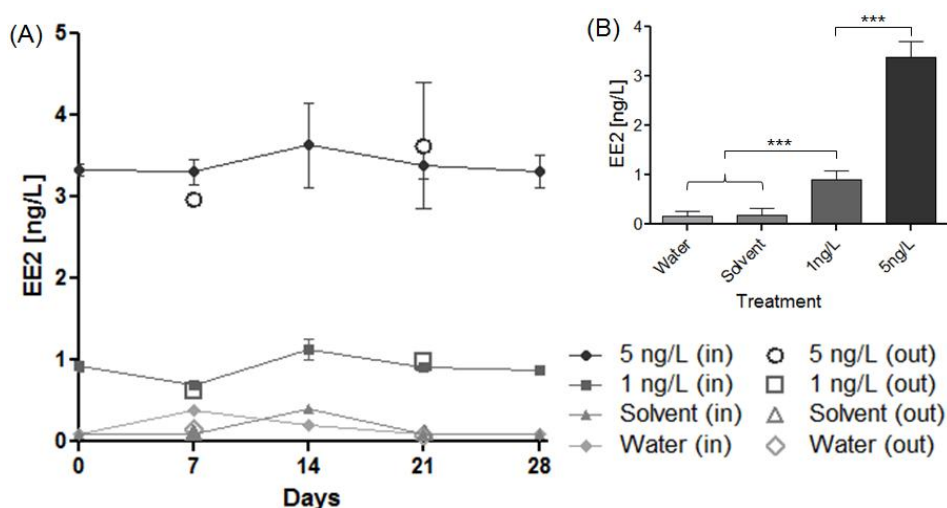 (A)
EE2 [ng/L]
5
4
3
2
1
0
0 7 14 21 28
Days
(B)
EE2 [ng/L]
4
3
2
1
0
***
***
Water Solvent 1ng/L 5ng/L
Treatment
5 ng/L (in) 5 ng/L (out)
1 ng/L (in) 1 ng/L (out)
Solvent (in) Solvent (out)
Water (in) Water (out)